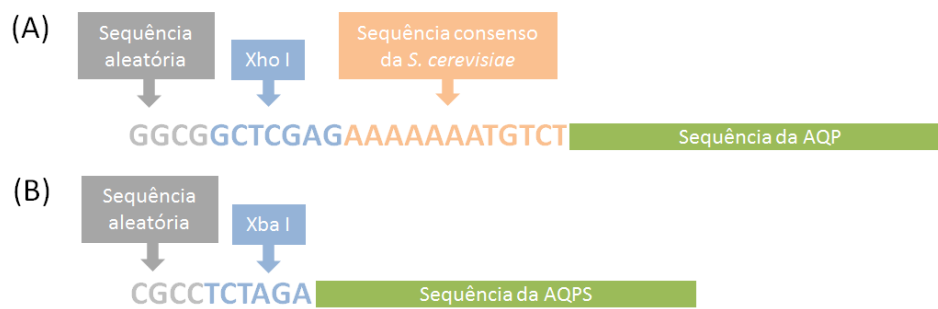 (A)
Sequência
aleatória
Xho I
Sequência consenso
da S. cerevisiae
GGCGGCTCGAGAAAAAAATGTCT
Sequência da AQP
(B)
Sequência
aleatória
Xba I
CGCCTCTAGA
Sequência da AQPS